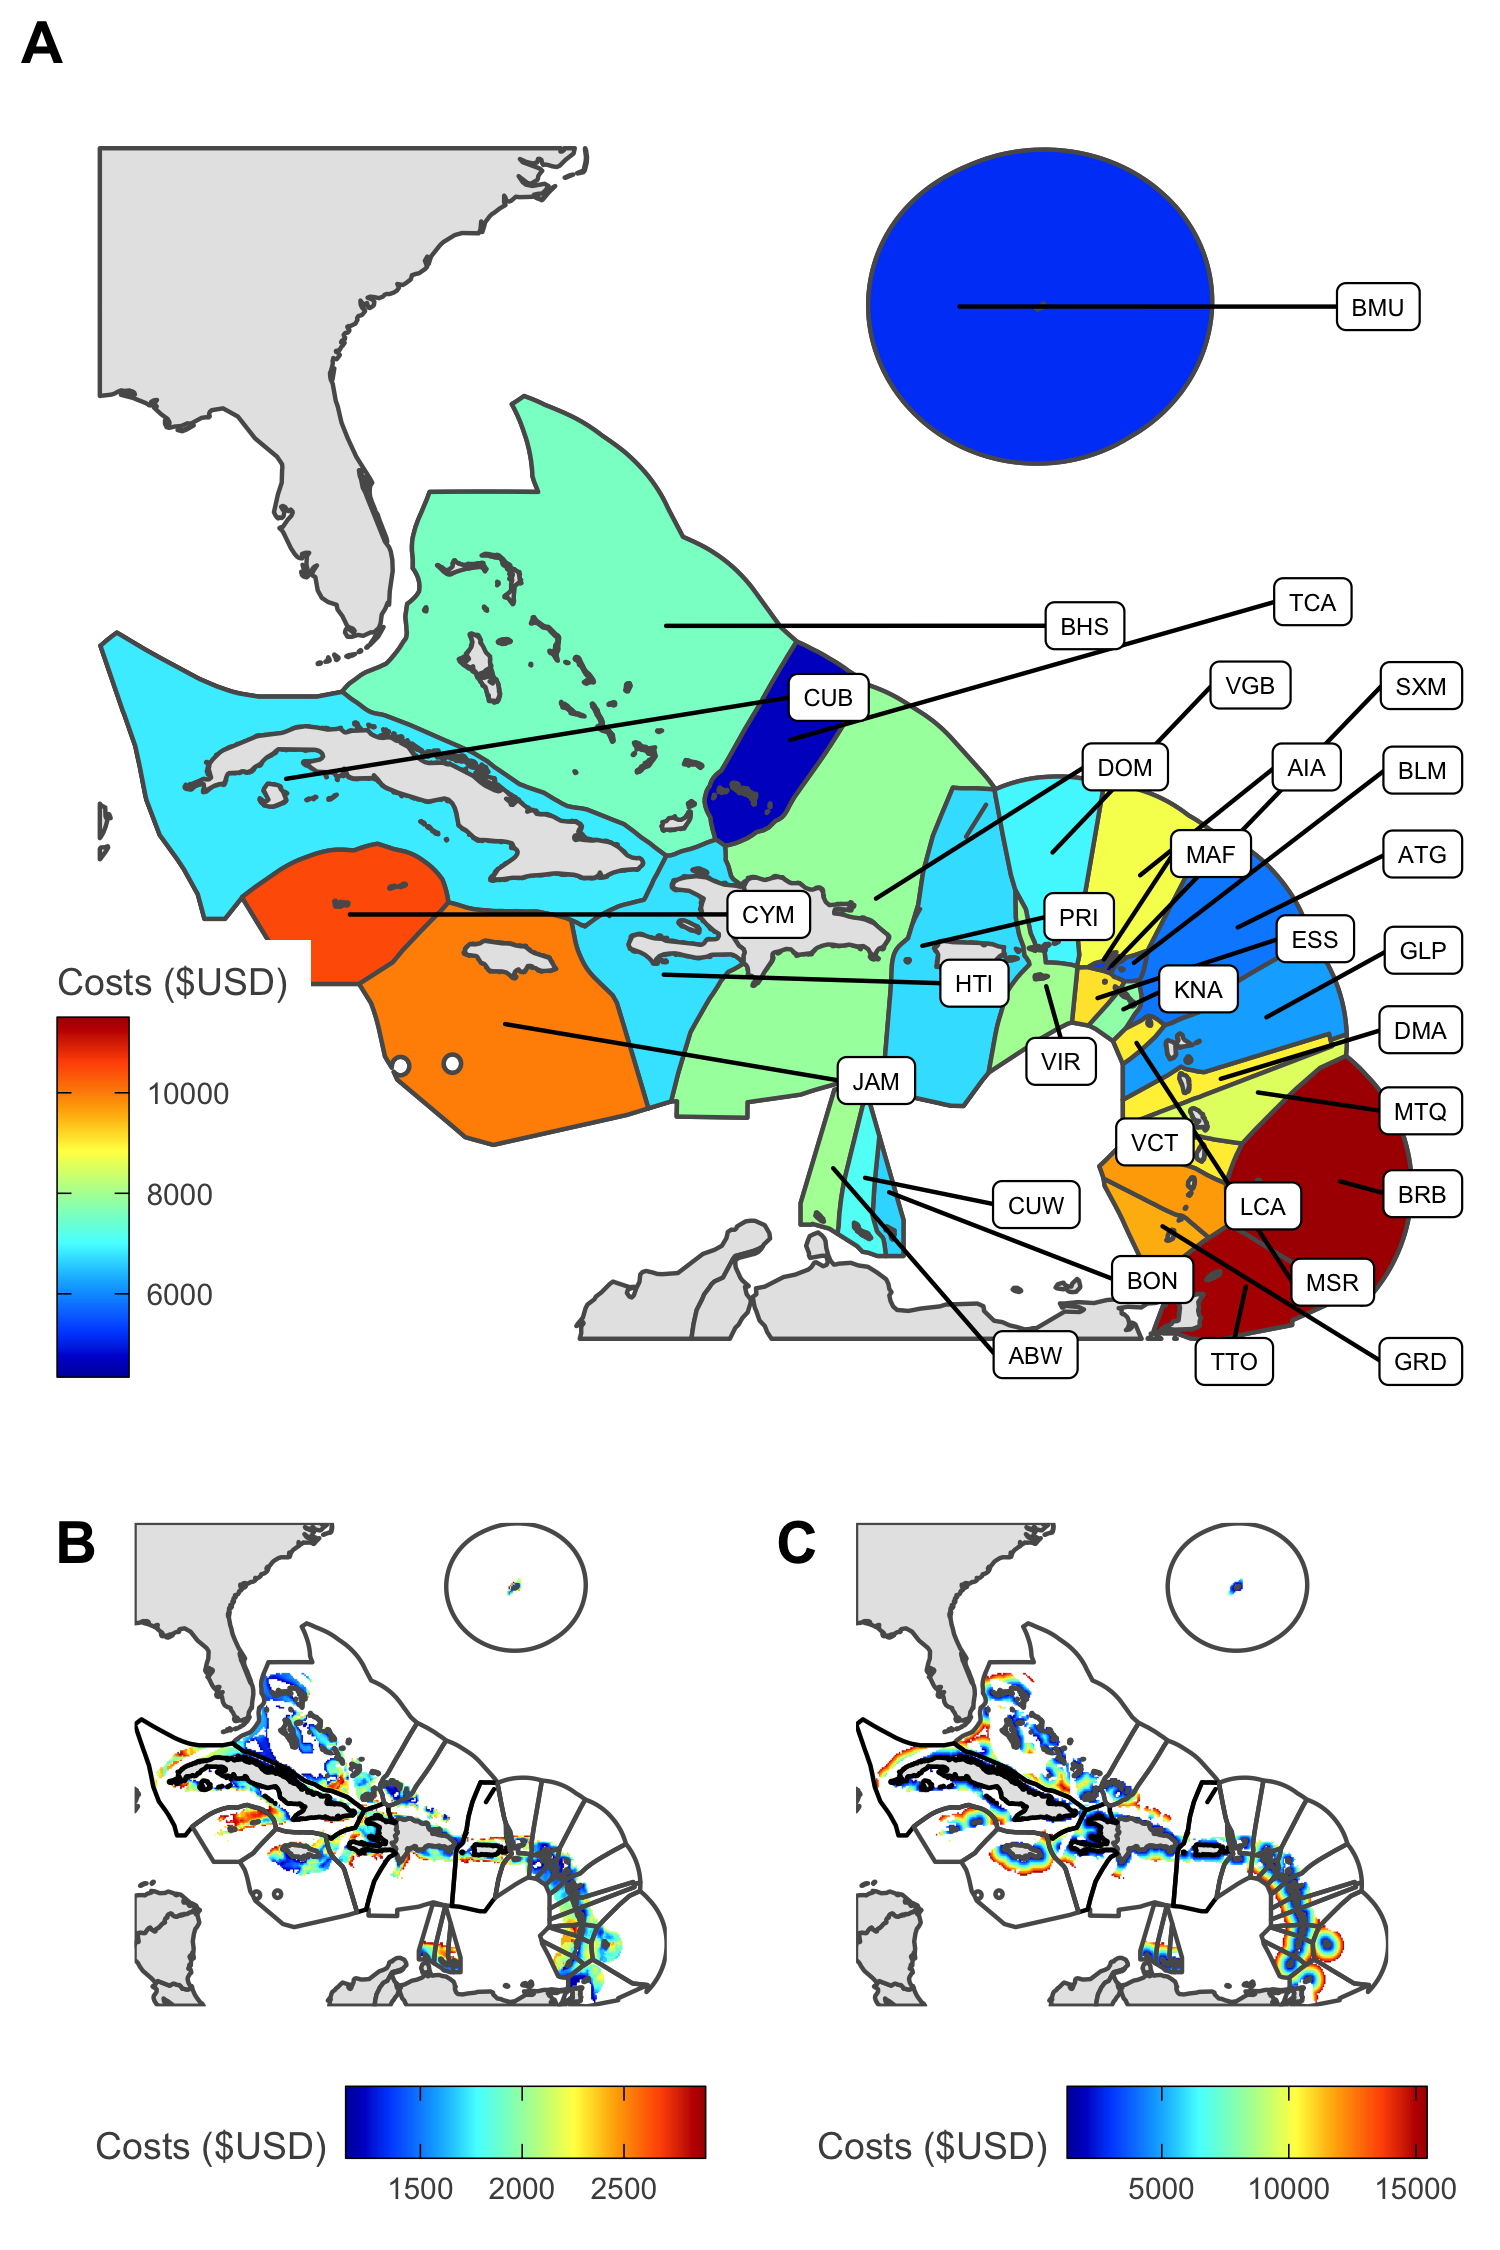 A
BMU
TCA
BHS
VGB
SXM
CUB
DOM
AIA
BLM
MAF
ATG
CYM
PRI
ESS
GLP
HTI
KNA
Costs ($USD)
DMA
VIR
JAM
10000
MTQ
VCT
8000
BRB
CUW
LCA
BON
MSR
6000
ABW
TTO
GRD
B
C
Costs ($USD)
1500 2000 2500
Costs ($USD)
5000 10000 15000